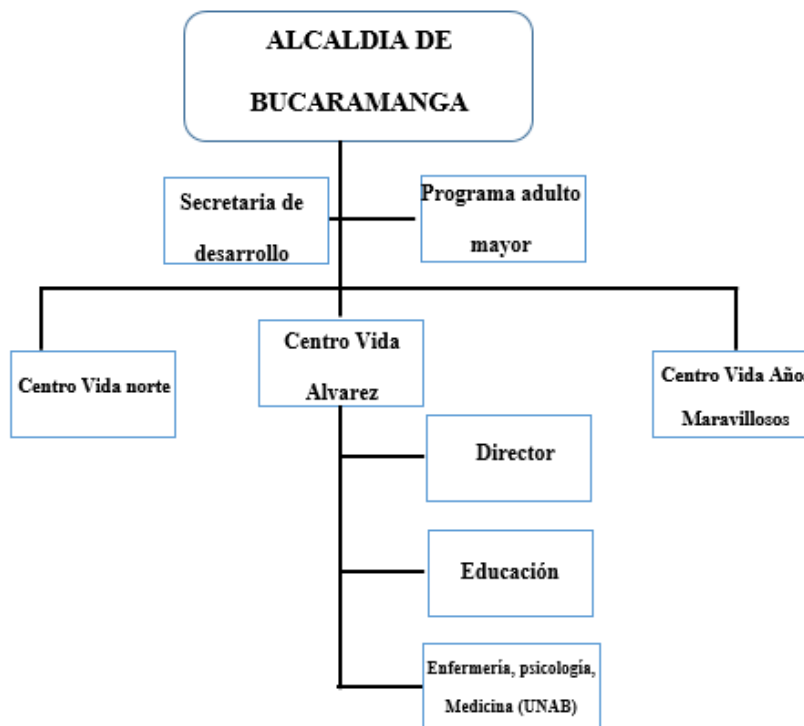 ALCALDIA DE
BUCARAMANGA
Secretaria de
desarrollo
Programa adulto
mayor
Centro Vida norte
Centro Vida
Alvarez
Centro Vida Año
Maravillosos
Director
Educación
Enfermería, psicología,
Medicina (UNAB)